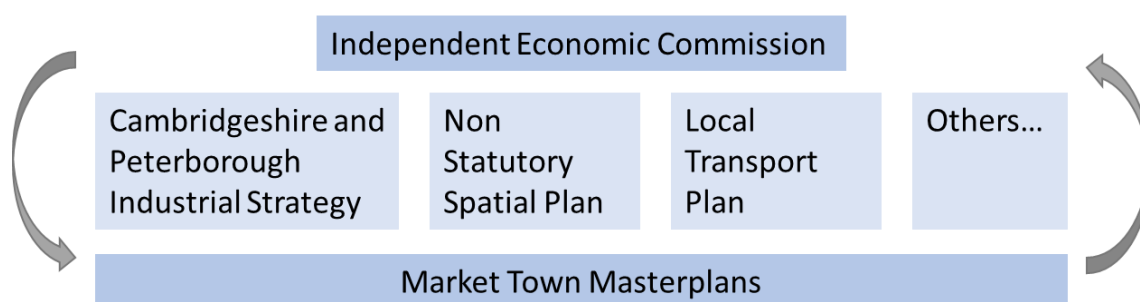 Independent Economic Commission
Cambridgeshire and
Peterborough
Industrial Strategy
Non
Statutory
Spatial Plan
Local
Transport
Plan
Others...
Market Town Masterplans